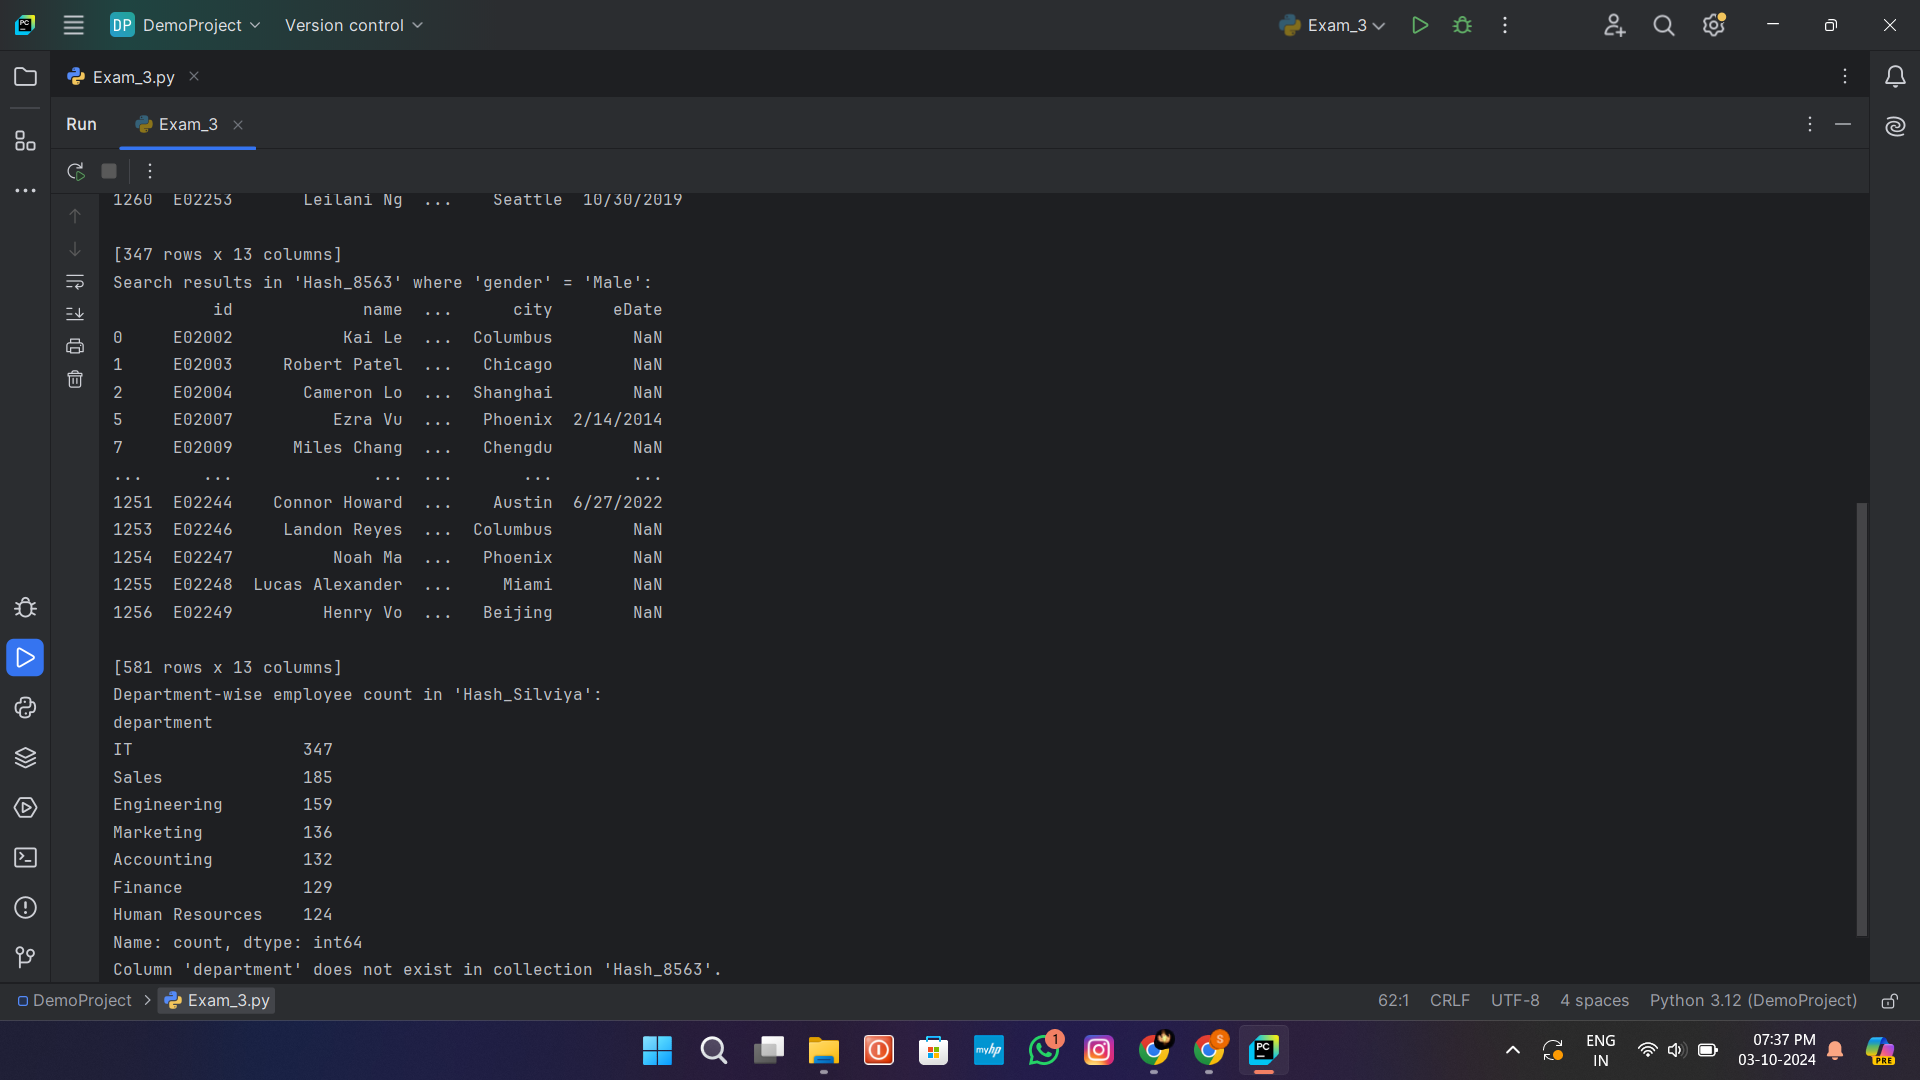 DP DemoProject Version control Exam_3
Exam_3.py
Run Exam_3
1260  E02253       Leilani Ng  ...    Seattle  10/30/2019
[347 rows x 13 columns]
Search results in 'Hash_8563' where 'gender' = 'Male':
          id             name  ...      city      eDate
0     E02002           Kai Le  ...  Columbus        NaN
1     E02003     Robert Patel  ...   Chicago        NaN
2     E02004       Cameron Lo  ...  Shanghai        NaN
5     E02007          Ezra Vu  ...   Phoenix  2/14/2014
7     E02009      Miles Chang  ...   Chengdu        NaN
...      ...              ...  ...       ...        ...
1251  E02244    Connor Howard  ...    Austin  6/27/2022
1253  E02246     Landon Reyes  ...  Columbus        NaN
1254  E02247          Noah Ma  ...   Phoenix        NaN
1255  E02248  Lucas Alexander  ...     Miami        NaN
1256  E02249         Henry Vo  ...   Beijing        NaN
[581 rows x 13 columns]
Department-wise employee count in 'Hash_Silviya':
department
IT                 347
Sales              185
Engineering        159
Marketing          136
Accounting         132
Finance            129
Human Resources    124
Name: count, dtype: int64
Column 'department' does not exist in collection 'Hash_8563'.
DemoProject > Exam_3.py 62:1 CRLF UTF-8 4 spaces Python 3.12 (DemoProject)
myhp 1 S PC ENG 07:37 PM
IN 03-10-2024 PRE